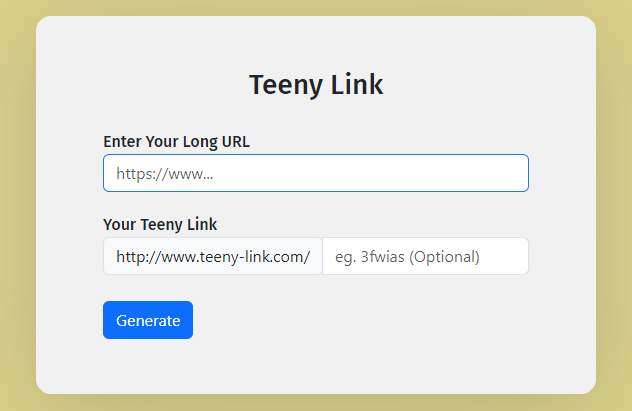 Teeny Link
Enter Your Long URL
https://www...
Your Teeny Link
http://www.teeny-link.com/ eg. 3fwias (Optional)
Generate